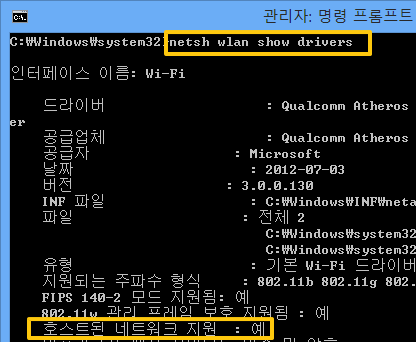 관리자: 명령 프롬프트
C:\Windows\system32>netsh wlan show drivers
인터페이스 이름: Wi-Fi
드라이버 : Qualcomm Atheros
er
공급업체 : Qualcomm Atheros
공급자 : Microsoft
날짜 : 2012-07-03
버전 : 3.0.0.130
INF 파일 : C:\Windows\INF\neta
파일 : 전체 2
C:\Windows\system32
C:\Windows\system32
유형 : 기본 Wi-Fi 드라이버
지원되는 주파수 형식 : 802.11b 802.11g 802.
FIPS 140-2 모드 지원됨: 예
802.11w 관리 프레임 보호 지원됨 : 예
호스트된 네트워크 지원 : 예